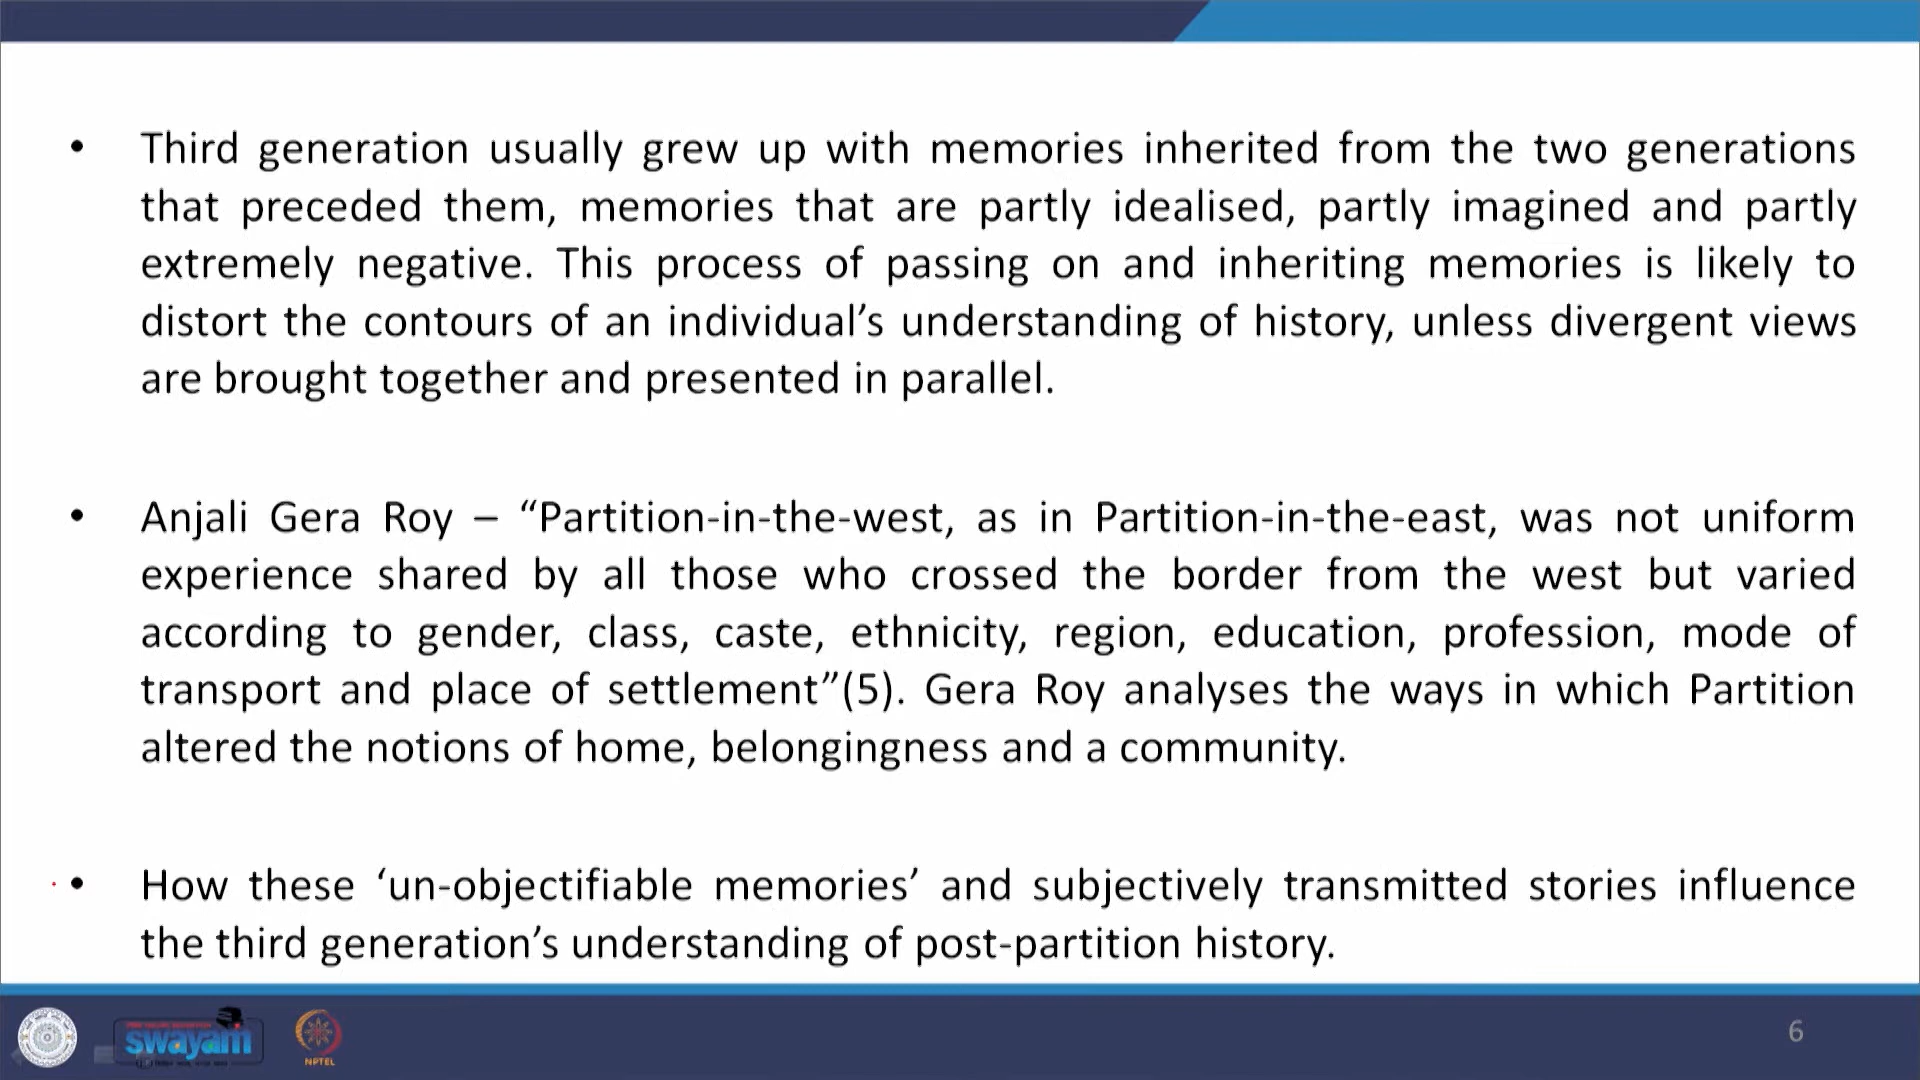 • Third generation usually grew up with memories inherited from the two generations
that preceded them, memories that are partly idealised, partly imagined and partly
extremely negative. This process of passing on and inheriting memories is likely to
distort the contours of an individual’s understanding of history, unless divergent views
are brought together and presented in parallel.
• Anjali Gera Roy – “Partition-in-the-west, as in Partition-in-the-east, was not uniform
experience shared by all those who crossed the border from the west but varied
according to gender, class, caste, ethnicity, region, education, profession, mode of
transport and place of settlement”(5). Gera Roy analyses the ways in which Partition
altered the notions of home, belongingness and a community.
• How these ‘un-objectifiable memories’ and subjectively transmitted stories influence
the third generation’s understanding of post-partition history.
swayam
NPTEL
6